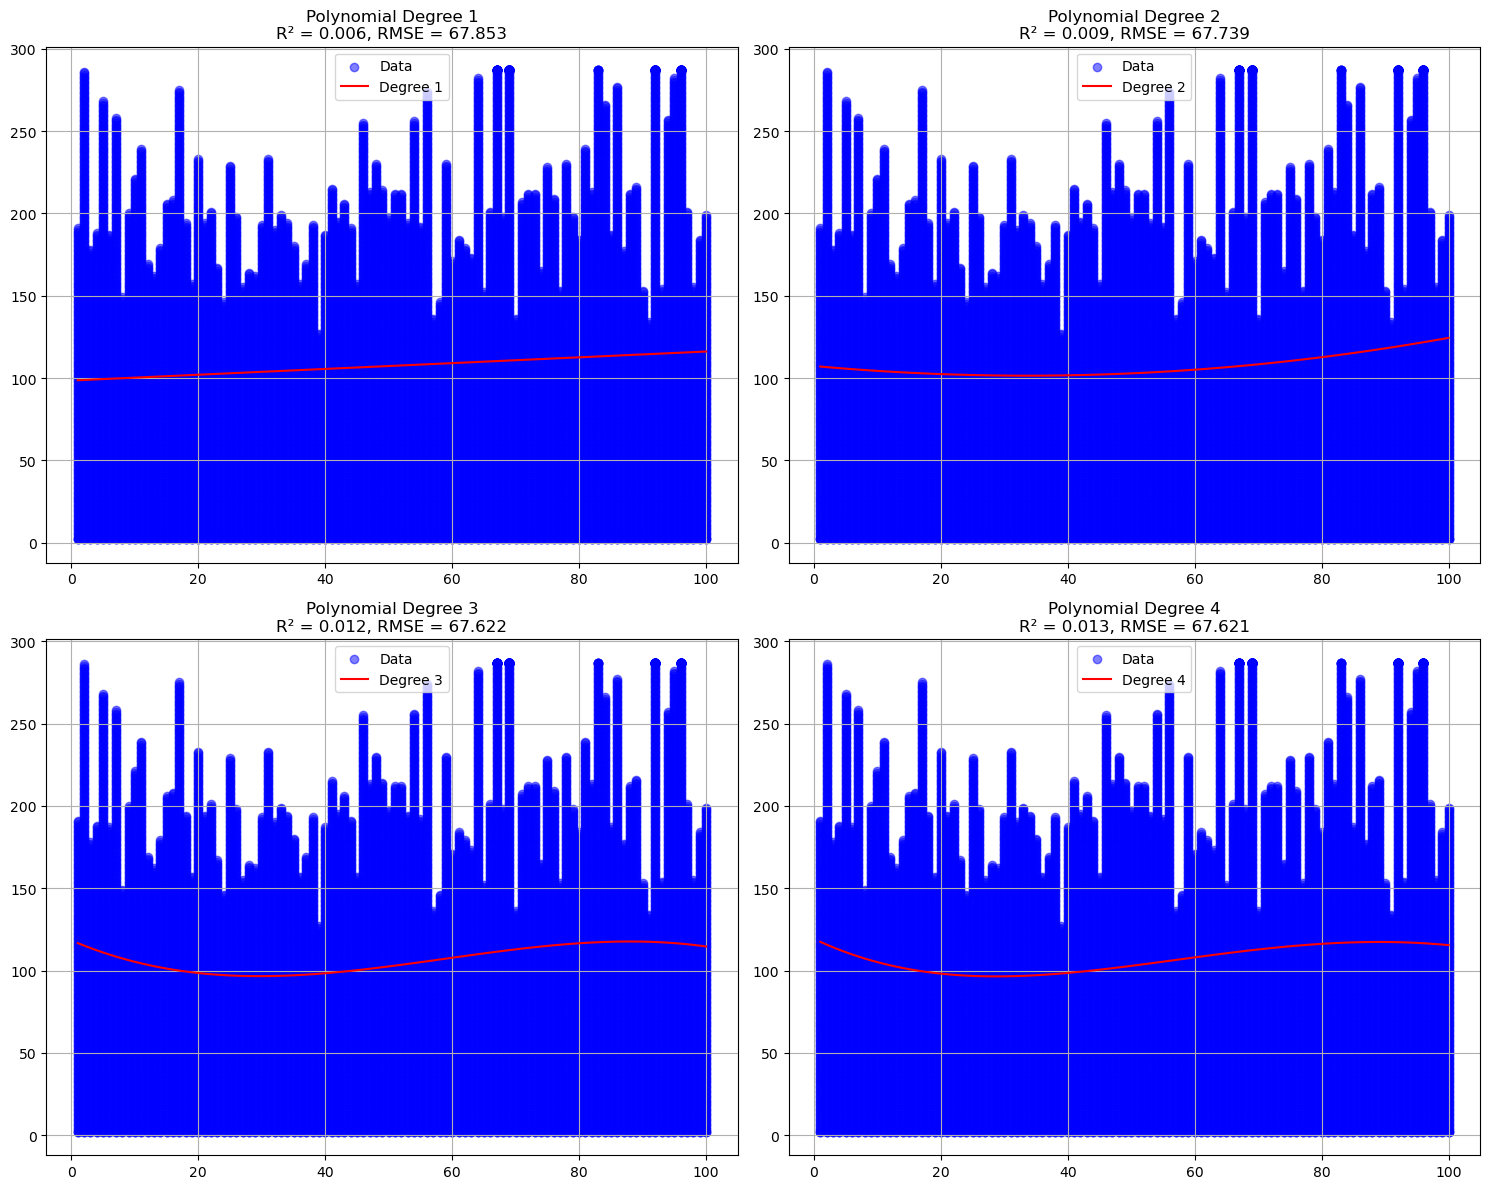 Polynomial Degree 1
R² = 0.006, RMSE = 67.853
Data
Degree 1
300
250
200
150
100
50
0
0 20 40 60 80 100
Polynomial Degree 2
R² = 0.009, RMSE = 67.739
Data
Degree 2
300
250
200
150
100
50
0
0 20 40 60 80 100
Polynomial Degree 3
R² = 0.012, RMSE = 67.622
Data
Degree 3
300
250
200
150
100
50
0
0 20 40 60 80 100
Polynomial Degree 4
R² = 0.013, RMSE = 67.621
Data
Degree 4
300
250
200
150
100
50
0
0 20 40 60 80 100